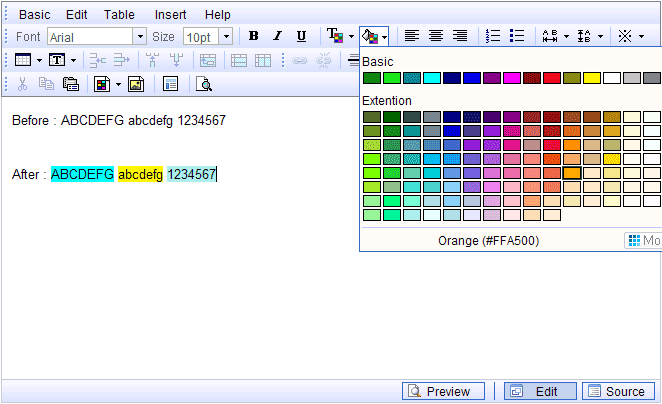 Basic Edit Table Insert Help
Font Arial Size 10pt B I U
Basic
Extention
Before : ABCDEFG abcdefg 1234567
After : ABCDEFG abcdefg 1234567
Orange (#FFA500) Mo
Preview Edit Source